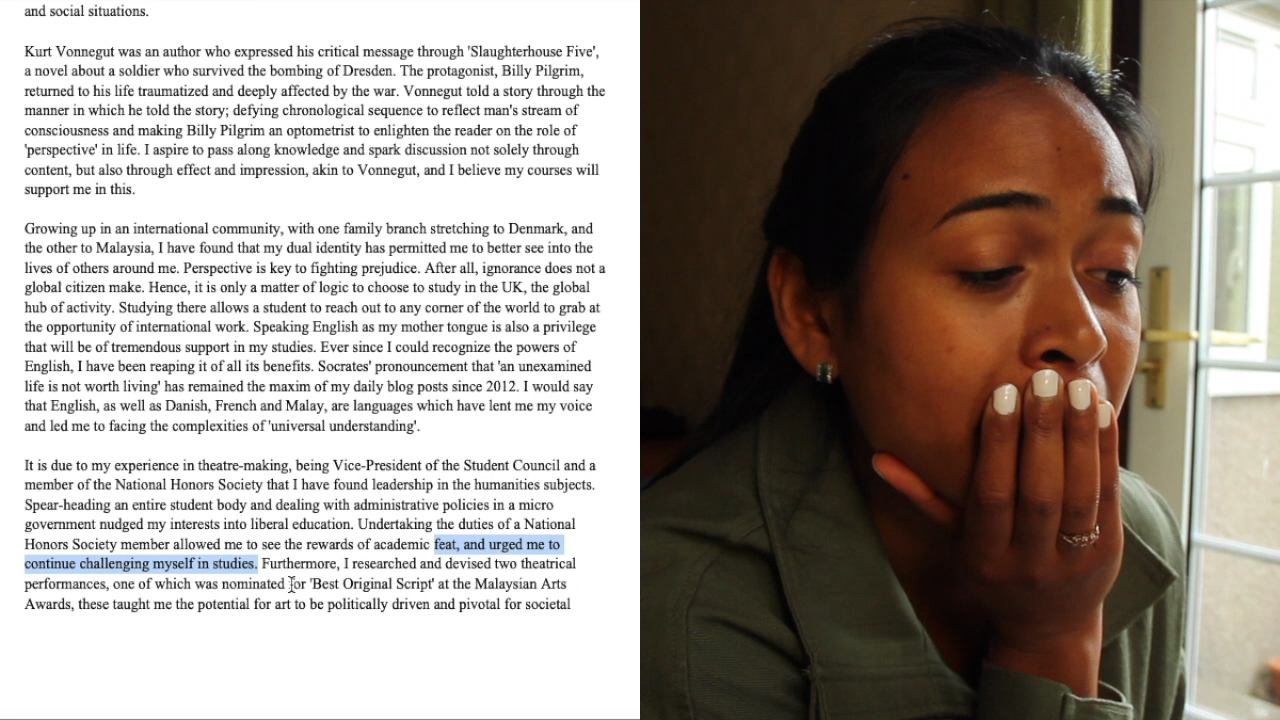 and social situations.
Kurt Vonnegut was an author who expressed his critical message through 'Slaughterhouse Five',
a novel about a soldier who survived the bombing of Dresden. The protagonist, Billy Pilgrim,
returned to his life traumatized and deeply affected by the war. Vonnegut told a story through the
manner in which he told the story; defying chronological sequence to reflect man's stream of
consciousness and making Billy Pilgrim an optometrist to enlighten the reader on the role of
'perspective' in life. I aspire to pass along knowledge and spark discussion not solely through
content, but also through effect and impression, akin to Vonnegut, and I believe my courses will
support me in this.
Growing up in an international community, with one family branch stretching to Denmark, and
the other to Malaysia, I have found that my dual identity has permitted me to better see into the
lives of others around me. Perspective is key to fighting prejudice. After all, ignorance does not a
global citizen make. Hence, it is only a matter of logic to choose to study in the UK, the global
hub of activity. Studying there allows a student to reach out to any corner of the world to grab at
the opportunity of international work. Speaking English as my mother tongue is also a privilege
that will be of tremendous support in my studies. Ever since I could recognize the powers of
English, I have been reaping it of all its benefits. Socrates' pronouncement that 'an unexamined
life is not worth living' has remained the maxim of my daily blog posts since 2012. I would say
that English, as well as Danish, French and Malay, are languages which have lent me my voice
and led me to facing the complexities of 'universal understanding'.
It is due to my experience in theatre-making, being Vice-President of the Student Council and a
member of the National Honors Society that I have found leadership in the humanities subjects.
Spear-heading an entire student body and dealing with administrative policies in a micro
government nudged my interests into liberal education. Undertaking the duties of a National
Honors Society member allowed me to see the rewards of academic feat, and urged me to
continue challenging myself in studies. Furthermore, I researched and devised two theatrical
performances, one of which was nominated for 'Best Original Script' at the Malaysian Arts
Awards, these taught me the potential for art to be politically driven and pivotal for societal